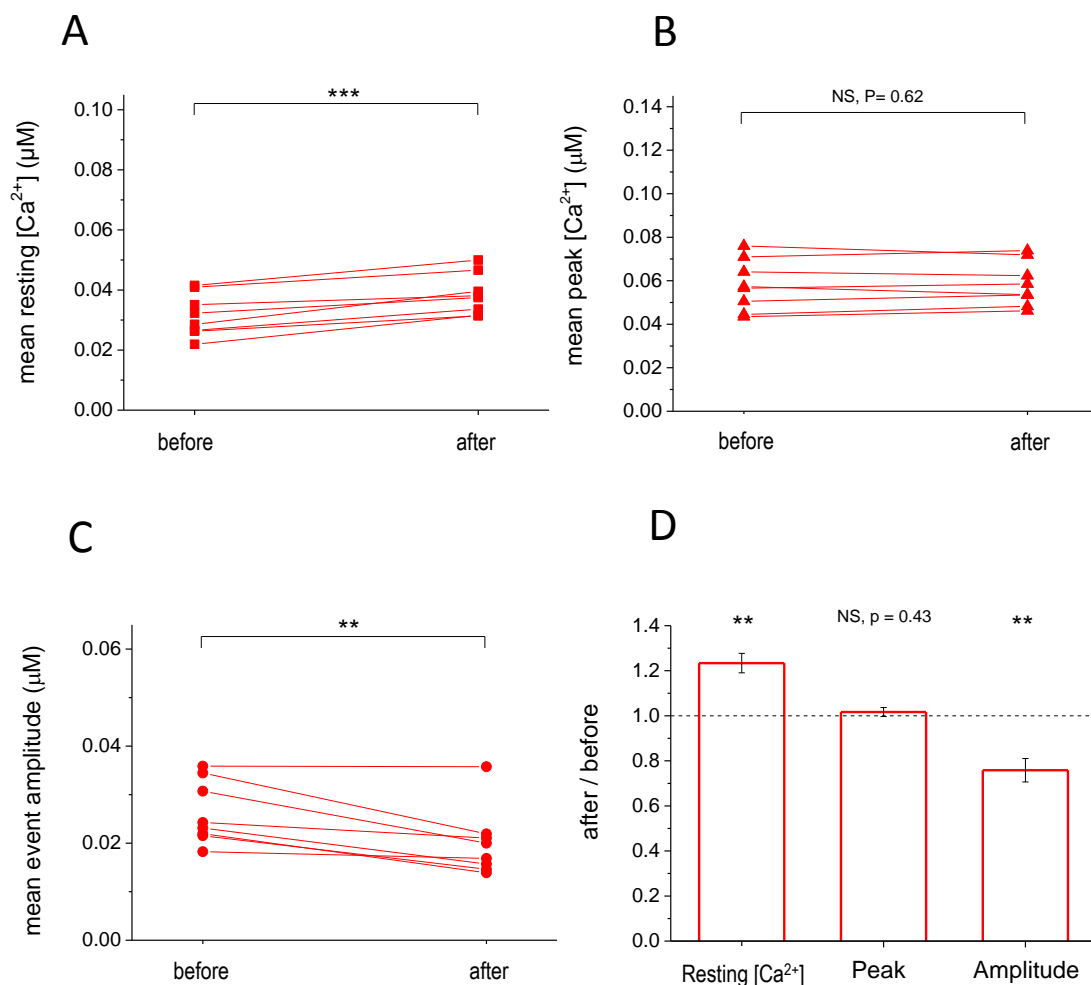 A
mean resting [Ca²⁺] (µM)
0.10
0.08
0.06
0.04
0.02
0.00
***
before
after
B
mean peak [Ca²⁺] (µM)
0.14
0.12
0.10
0.08
0.06
0.04
0.02
0.00
NS, P= 0.62
before
after
C
mean event amplitude (µM)
0.06
0.04
0.02
0.00
**
before
after
D
after / before
1.4
1.2
1.0
0.8
0.6
0.4
0.2
0.0
**
NS, p = 0.43
**
Resting [Ca²⁺]
Peak
Amplitude